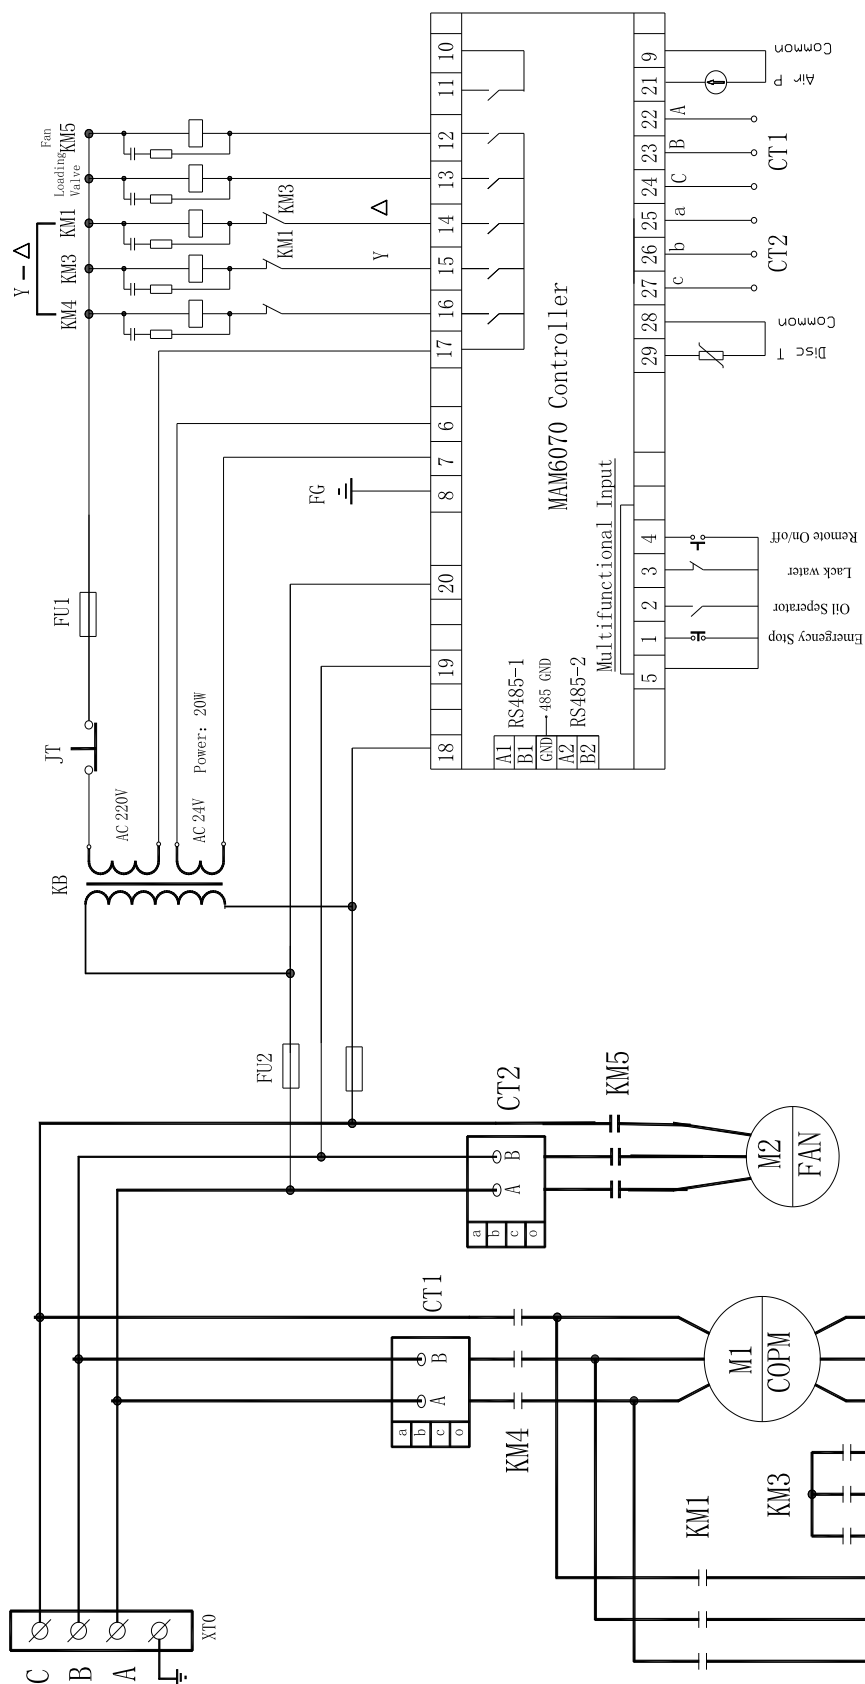 10
11
12
13
14
15
16
17
6
7
8
20
19
18
9
21
22
23
24
25
26
27
28
29
4
3
2
1
5
Common
Air P
A
B
C
CT1
a
b
c
CT2
Common
Disc T
Fan
KM5
Loading
Valve
KM1
KM3
KM4
Y — Δ
KM3
KM1
Δ
Y
MAM6070 Controller
Multifunctional Input
FG
Remote On/off
Lack water
Oil Seperator
Emergency Stop
RS485-1
485 GND
RS485-2
A1
B1
GND
A2
B2
FU1
JT
AC 220V
AC 24V
Power: 20W
KB
FU2
CT2
KM5
B
A
a
b
c
o
M2
FAN
CT1
B
A
a
b
c
o
KM4
M1
COPM
KM1
KM3
XT0
C
B
A